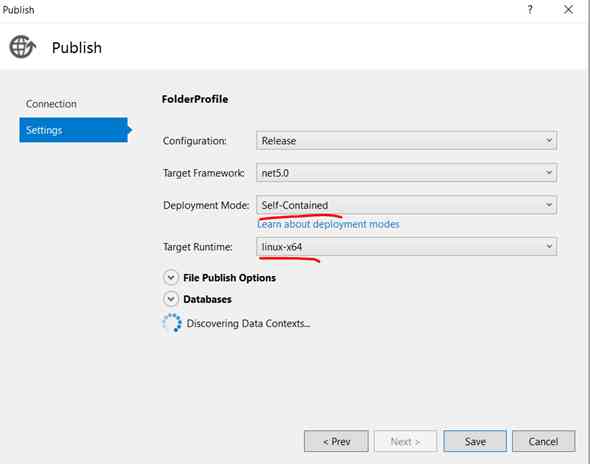 Publish
?
Publish
Connection
Settings
FolderProfile
Configuration: Release
Target Framework: net5.0
Deployment Mode: Self-Contained
Learn about deployment modes
Target Runtime: linux-x64
File Publish Options
Databases
Discovering Data Contexts...
< Prev
Next >
Save
Cancel